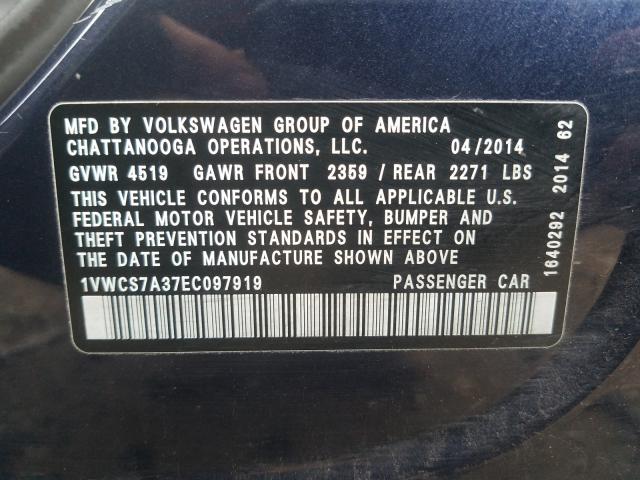 MFD BY VOLKSWAGEN GROUP OF AMERICA
CHATTANOOGA OPERATIONS, LLC. 04/2014
GVWR 4519 GAWR FRONT 2359 / REAR 2271 LBS
THIS VEHICLE CONFORMS TO ALL APPLICABLE U.S.
FEDERAL MOTOR VEHICLE SAFETY, BUMPER AND
THEFT PREVENTION STANDARDS IN EFFECT ON
THE DATE OF MANUFACTURE SHOWN ABOVE
1VWCS7A37EC097919 PASSENGER CAR
1640292 2014 62